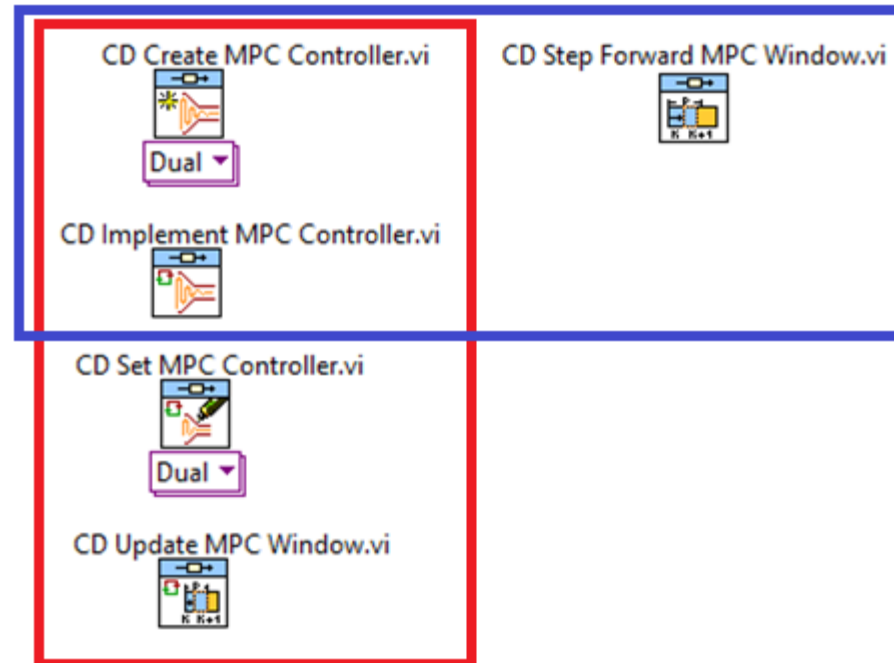 CD Create MPC Controller.vi
CD Step Forward MPC Window.vi
P
K K+1
Dual
CD Implement MPC Controller.vi
CD Set MPC Controller.vi
Dual
CD Update MPC Window.vi
P
K K+1